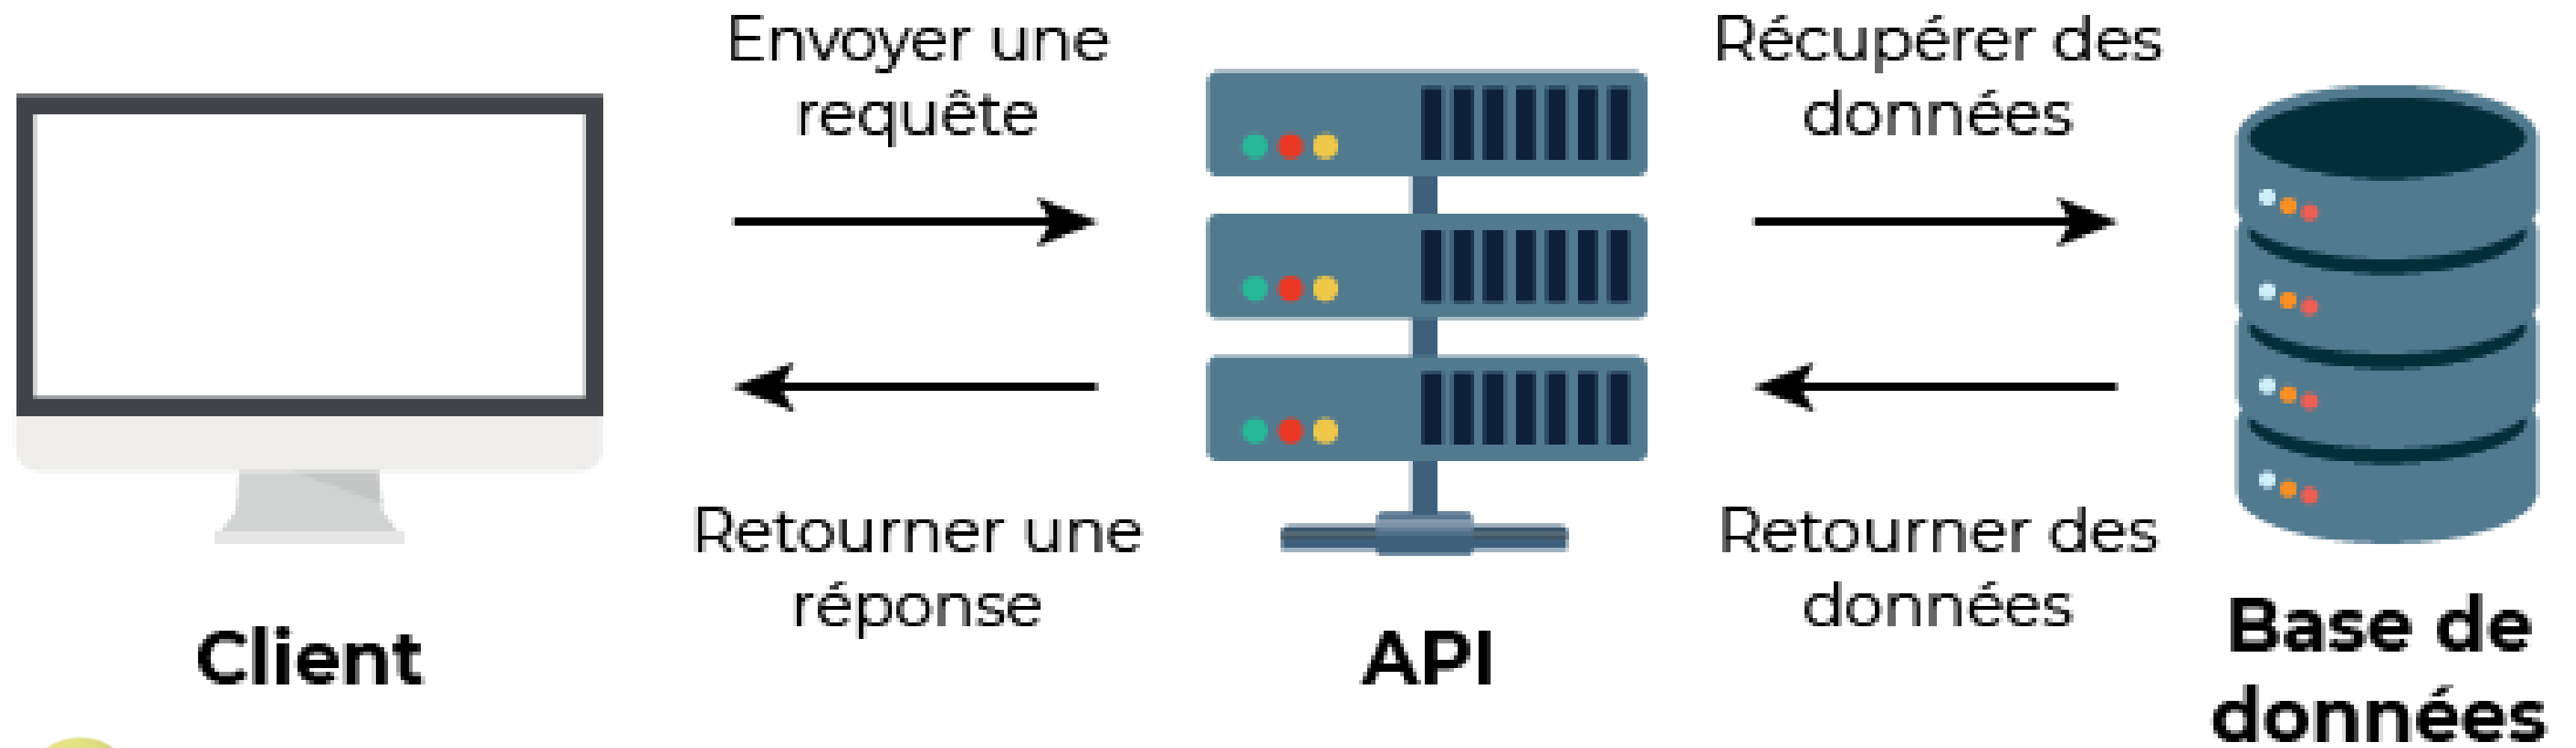 Envoyer une
requête
Récupérer des
données
Retourner une
réponse
Retourner des
données
Client
API
Base de
données